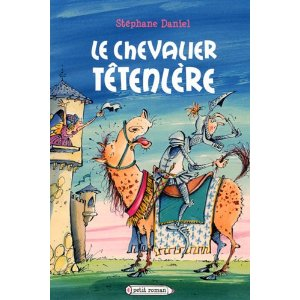 Stéphane Daniel
LE CHEVALIER
TÊTENLÈRE
petit roman